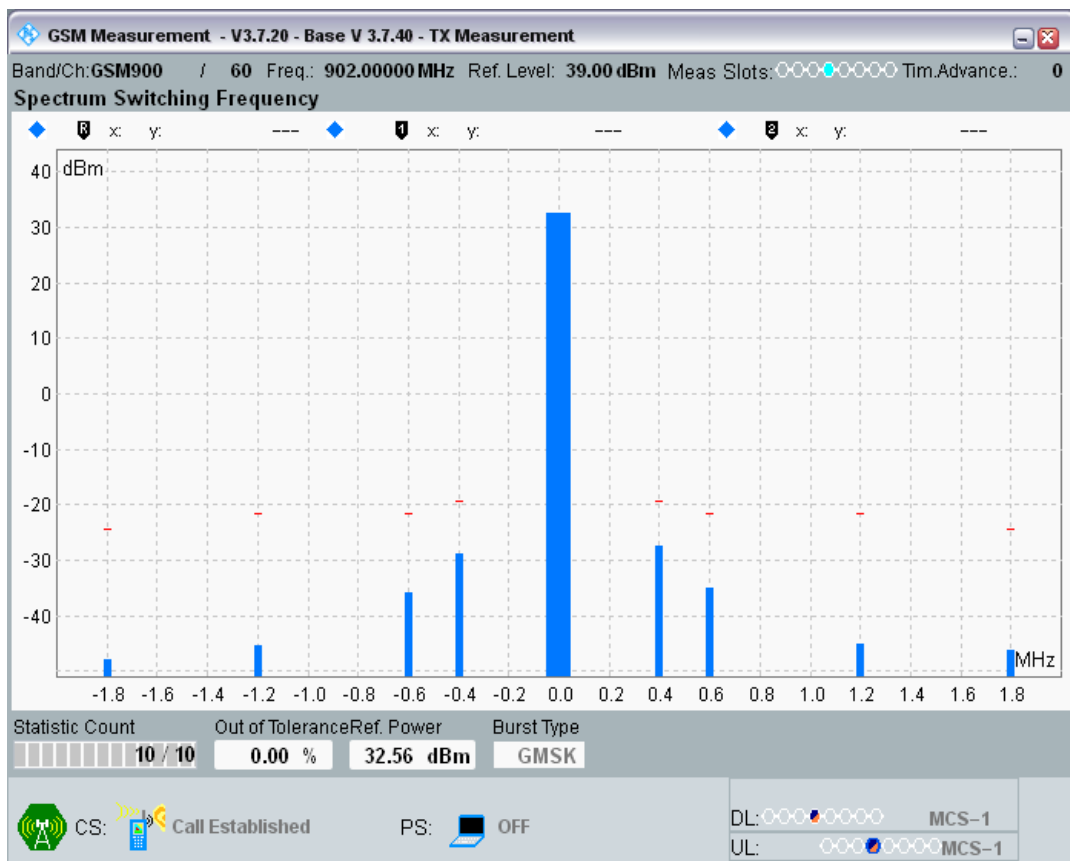 GSM Measurement - V3.7.20 - Base V 3.7.40 - TX Measurement
Band/Ch:GSM900 / 60 Freq.: 902.00000 MHz Ref. Level: 39.00 dBm Meas Slots: Tim.Advance.: 0
Spectrum Switching Frequency
R x: y: --- 1 x: y: --- 2 x: y: ---
dBm
40
30
20
10
0
-10
-20
-30
-40
MHz
-1.8 -1.6 -1.4 -1.2 -1.0 -0.8 -0.6 -0.4 -0.2 0.0 0.2 0.4 0.6 0.8 1.0 1.2 1.4 1.6 1.8
Statistic Count Out of Tolerance Ref. Power Burst Type
10 / 10 0.00 % 32.56 dBm GMSK
CS: Call Established PS: OFF
DL: MCS-1
UL: MCS-1